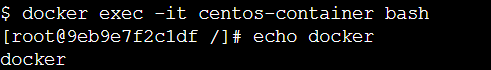 $ docker exec -it centos-container bash
[root@9eb9e7f2c1df /]# echo docker
docker